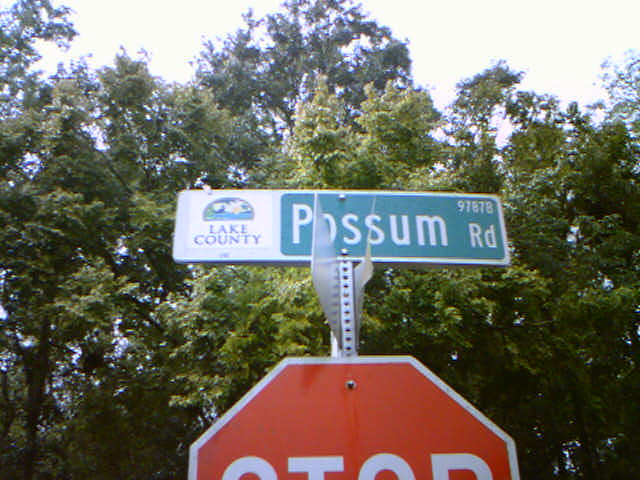 LAKE
COUNTY
Possum Rd
9787B
STOP